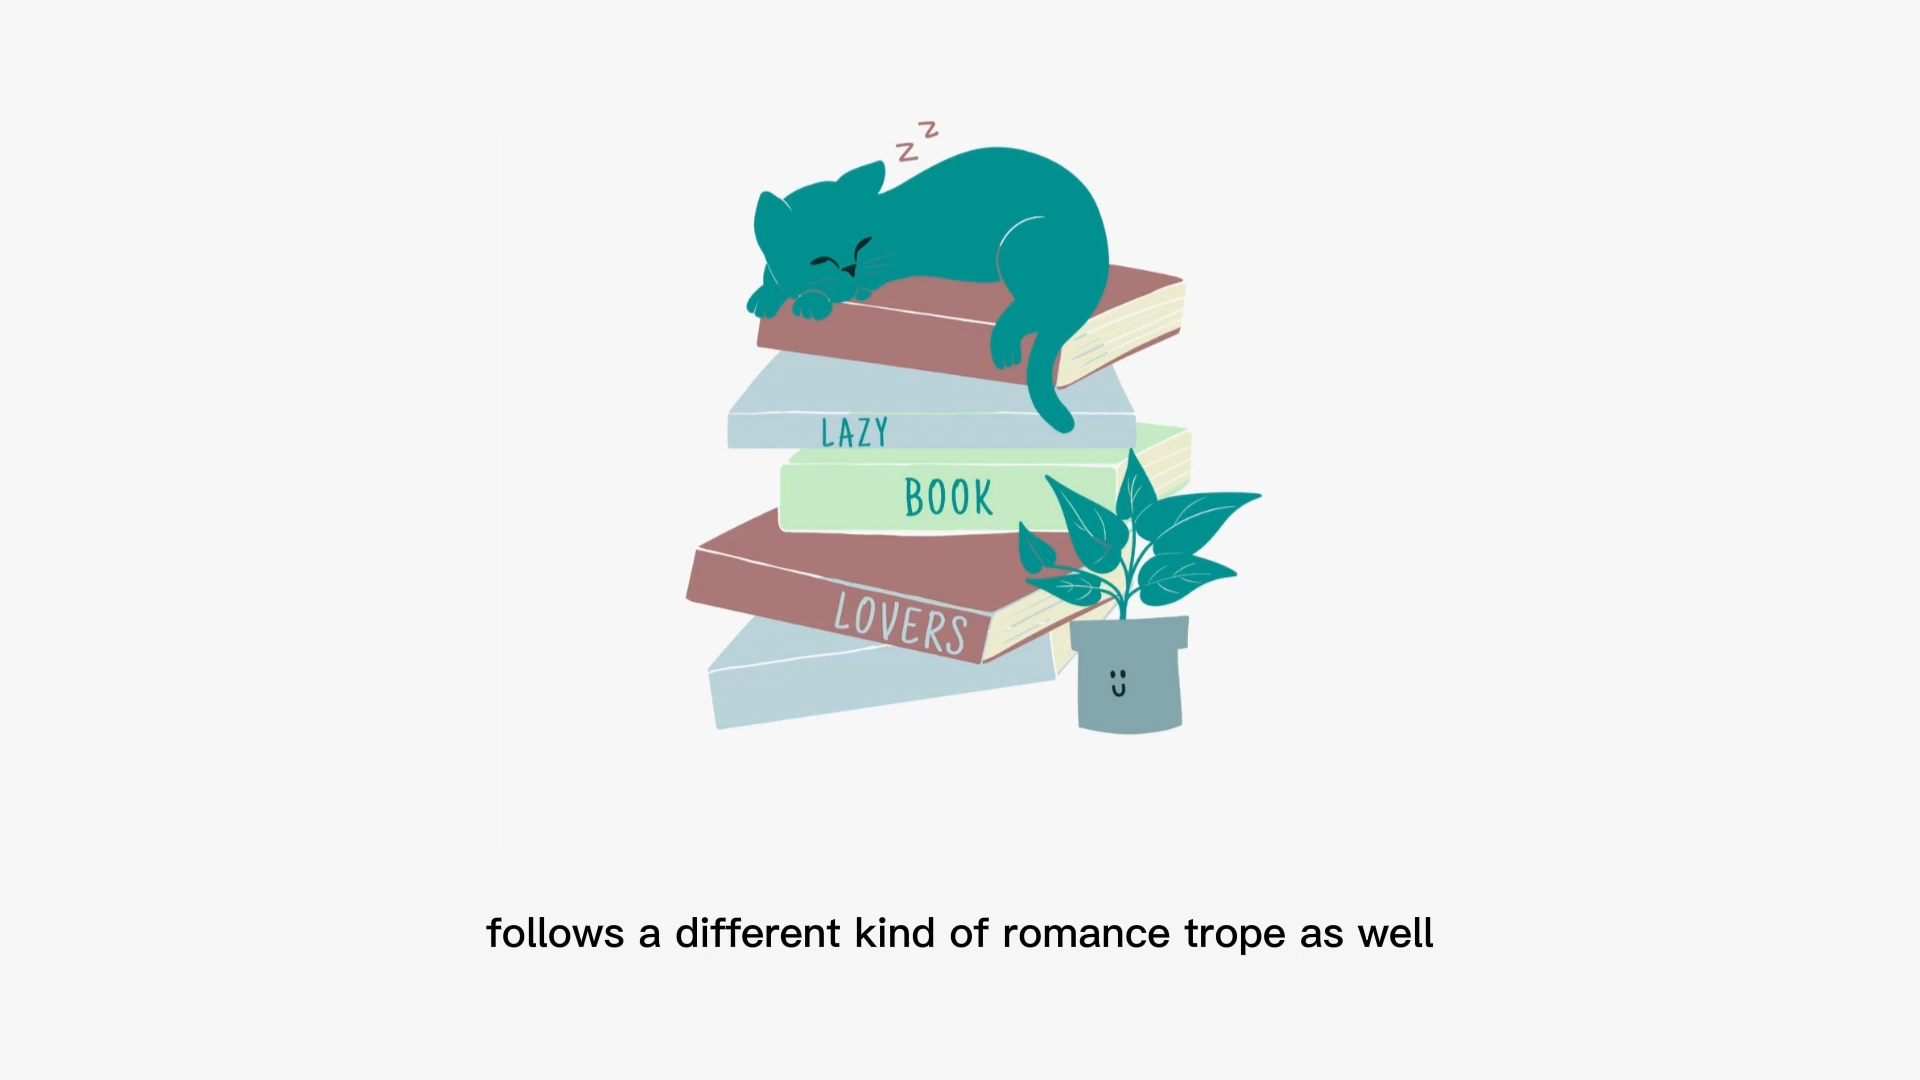 z
z
LAZY
BOOK
LOVERS
follows a different kind of romance trope as well